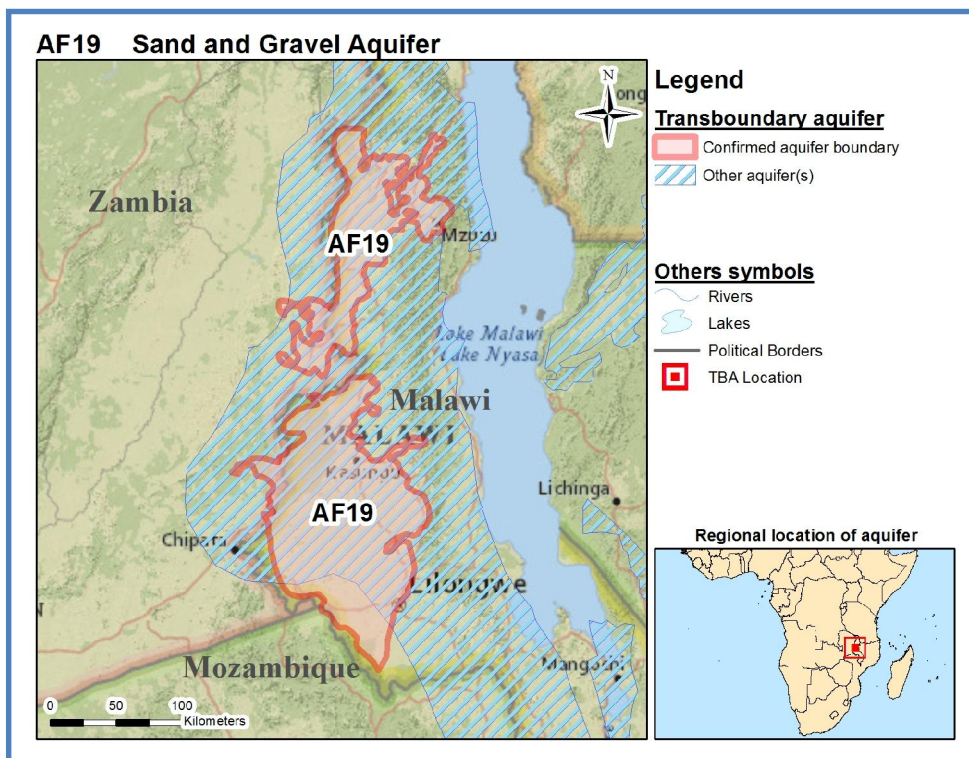 AF19 Sand and Gravel Aquifer
N
Legend
Transboundary aquifer
Confirmed aquifer boundary
Other aquifer(s)
Zambia
AF19
Mzuzu
Others symbols
Rivers
Lakes
Political Borders
TBA Location
Lake Malawi
Lake Nyasa
Malawi
MALAWI
Kasungu
AF19
Lichinga
Chipata
Lilongwe
Regional location of aquifer
Mozambique
Mangochi
0 50 100
Kilometers